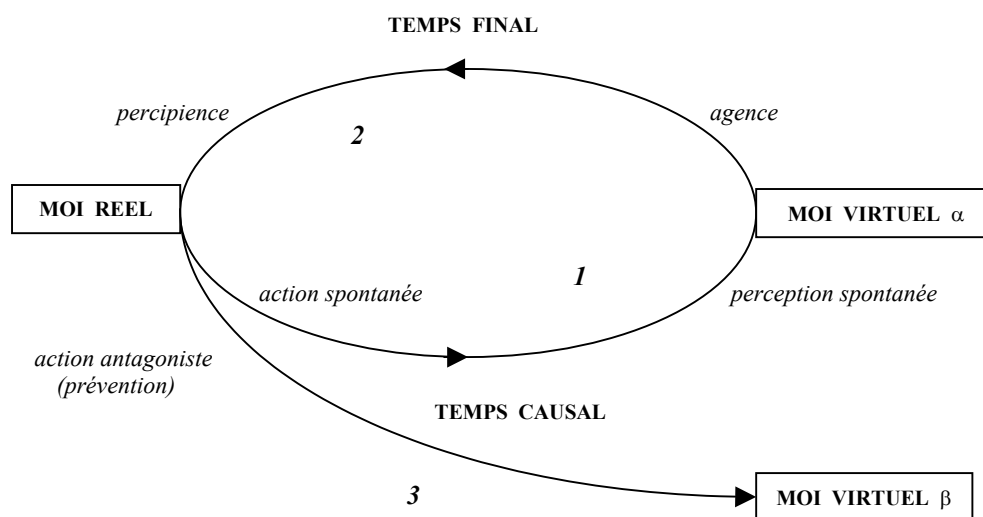 TEMPS FINAL
percipience
agence
2
MOI REEL
MOI VIRTUEL α
1
action spontanée
perception spontanée
action antagoniste
(prévention)
TEMPS CAUSAL
3
MOI VIRTUEL β